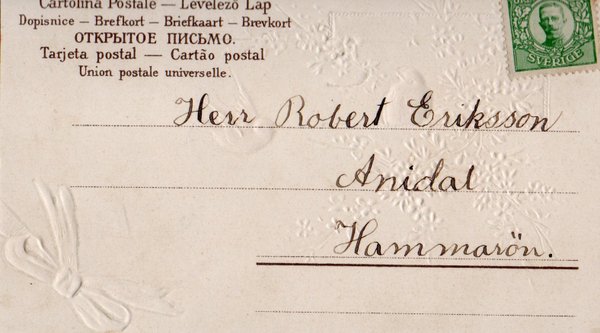 Cartolina Postale — Levelező Lap
Dopisnice — Brefkort — Briefkaart — Brevkort
ОТКРЫТОЕ ПИСЬМО.
Tarjeta postal — Cartão postal
Union postale universelle.
SVERIGE
Herr Robert Eriksson
Anidal
Hammarön.